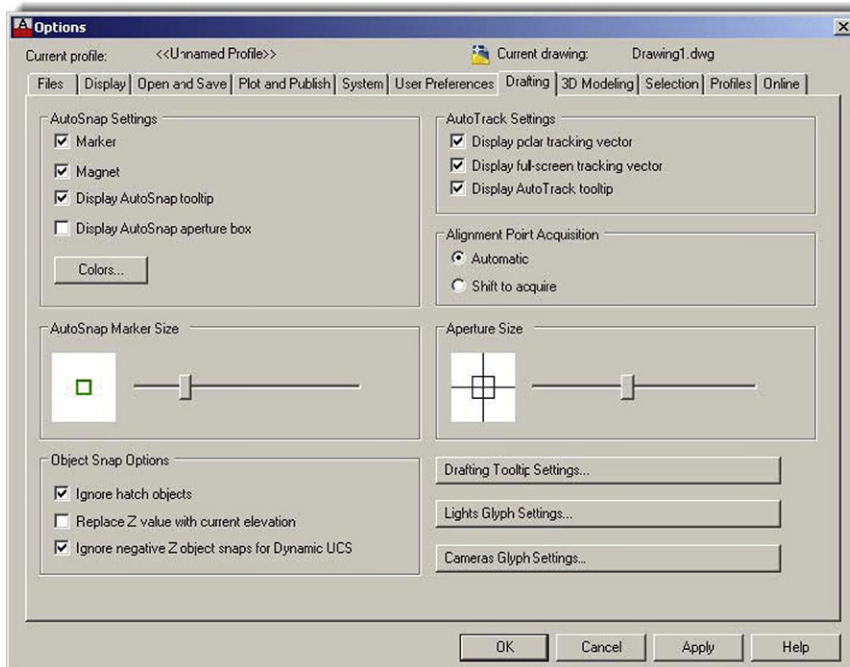 Options
Current profile: <<Unnamed Profile>> Current drawing: Drawing1.dwg
Files Display Open and Save Plot and Publish System User Preferences Drafting 3D Modeling Selection Profiles Online
AutoSnap Settings
Marker
Magnet
Display AutoSnap tooltip
Display AutoSnap aperture box
Colors...
AutoTrack Settings
Display polar tracking vector
Display full-screen tracking vector
Display AutoTrack tooltip
Alignment Point Acquisition
Automatic
Shift to acquire
AutoSnap Marker Size
Aperture Size
Object Snap Options
Ignore hatch objects
Replace Z value with current elevation
Ignore negative Z object snaps for Dynamic UCS
Drafting Tooltip Settings...
Lights Glyph Settings...
Cameras Glyph Settings...
OK Cancel Apply Help